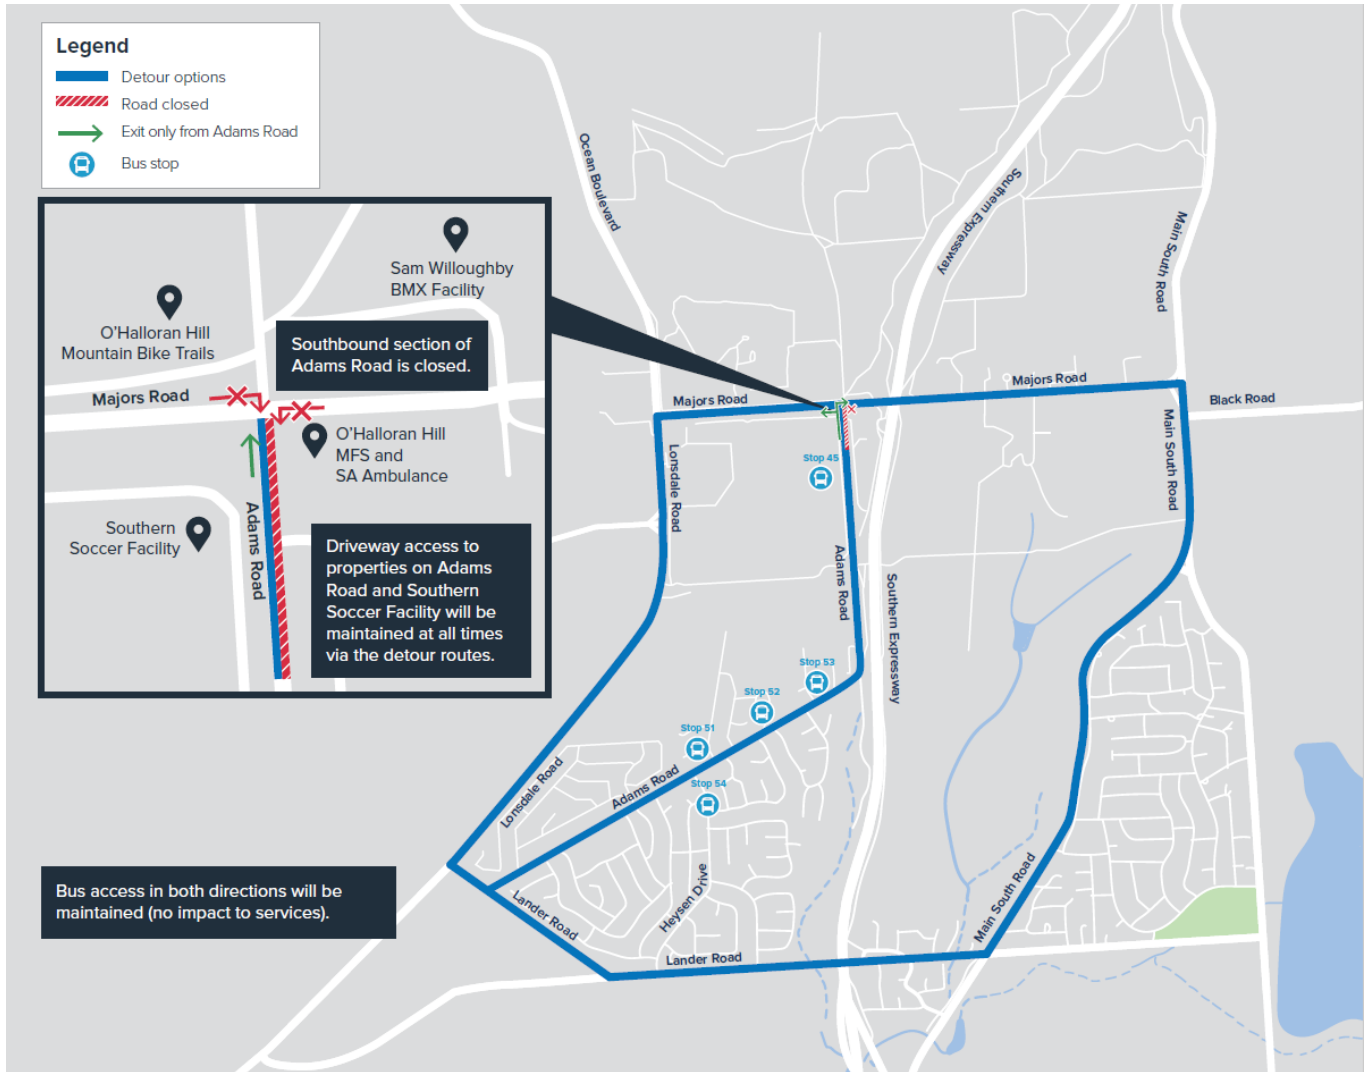 Legend
Detour options
Road closed
Exit only from Adams Road
Bus stop
Sam Willoughby
BMX Facility
O'Halloran Hill
Mountain Bike Trails
Southbound section of
Adams Road is closed.
Majors Road
O'Halloran Hill
MFS and
SA Ambulance
Southern
Soccer Facility
Adams Road
Driveway access to
properties on Adams
Road and Southern
Soccer Facility will be
maintained at all times
via the detour routes.
Bus access in both directions will be
maintained (no impact to services).
Ocean Boulevard
Southern Expressway
Main South Road
Majors Road
Majors Road
Black Road
Lonsdale Road
Stop 45
Main South Road
Adams Road
Southern Expressway
Stop 53
Stop 52
Stop 51
Adams Road
Stop 54
Lonsdale Road
Lander Road
Heysen Drive
Main South Road
Lander Road